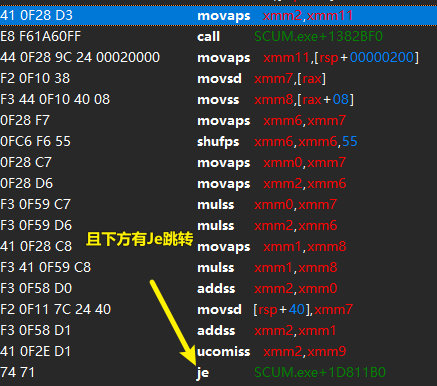 41 0F28 D3 movaps xmm2,xmm11
E8 F61A60FF call SCUM.exe+1382BF0
44 0F28 9C 24 00020000 movaps xmm11,[rsp+00000200]
F2 0F10 38 movsd xmm7,[rax]
F3 44 0F10 40 08 movss xmm8,[rax+08]
0F28 F7 movaps xmm6,xmm7
0FC6 F6 55 shufps xmm6,xmm6,55
0F28 C7 movaps xmm0,xmm7
0F28 D6 movaps xmm2,xmm6
F3 0F59 C7 mulss xmm0,xmm7
F3 0F59 D6 mulss xmm2,xmm6
41 0F28 C8 movaps xmm1,xmm8
F3 41 0F59 C8 mulss xmm1,xmm8
F3 0F58 D0 addss xmm2,xmm0
F2 0F11 7C 24 40 movsd [rsp+40],xmm7
F3 0F58 D1 addss xmm2,xmm1
41 0F2E D1 ucomiss xmm2,xmm9
74 71 je SCUM.exe+1D811B0
且下方有Je跳转